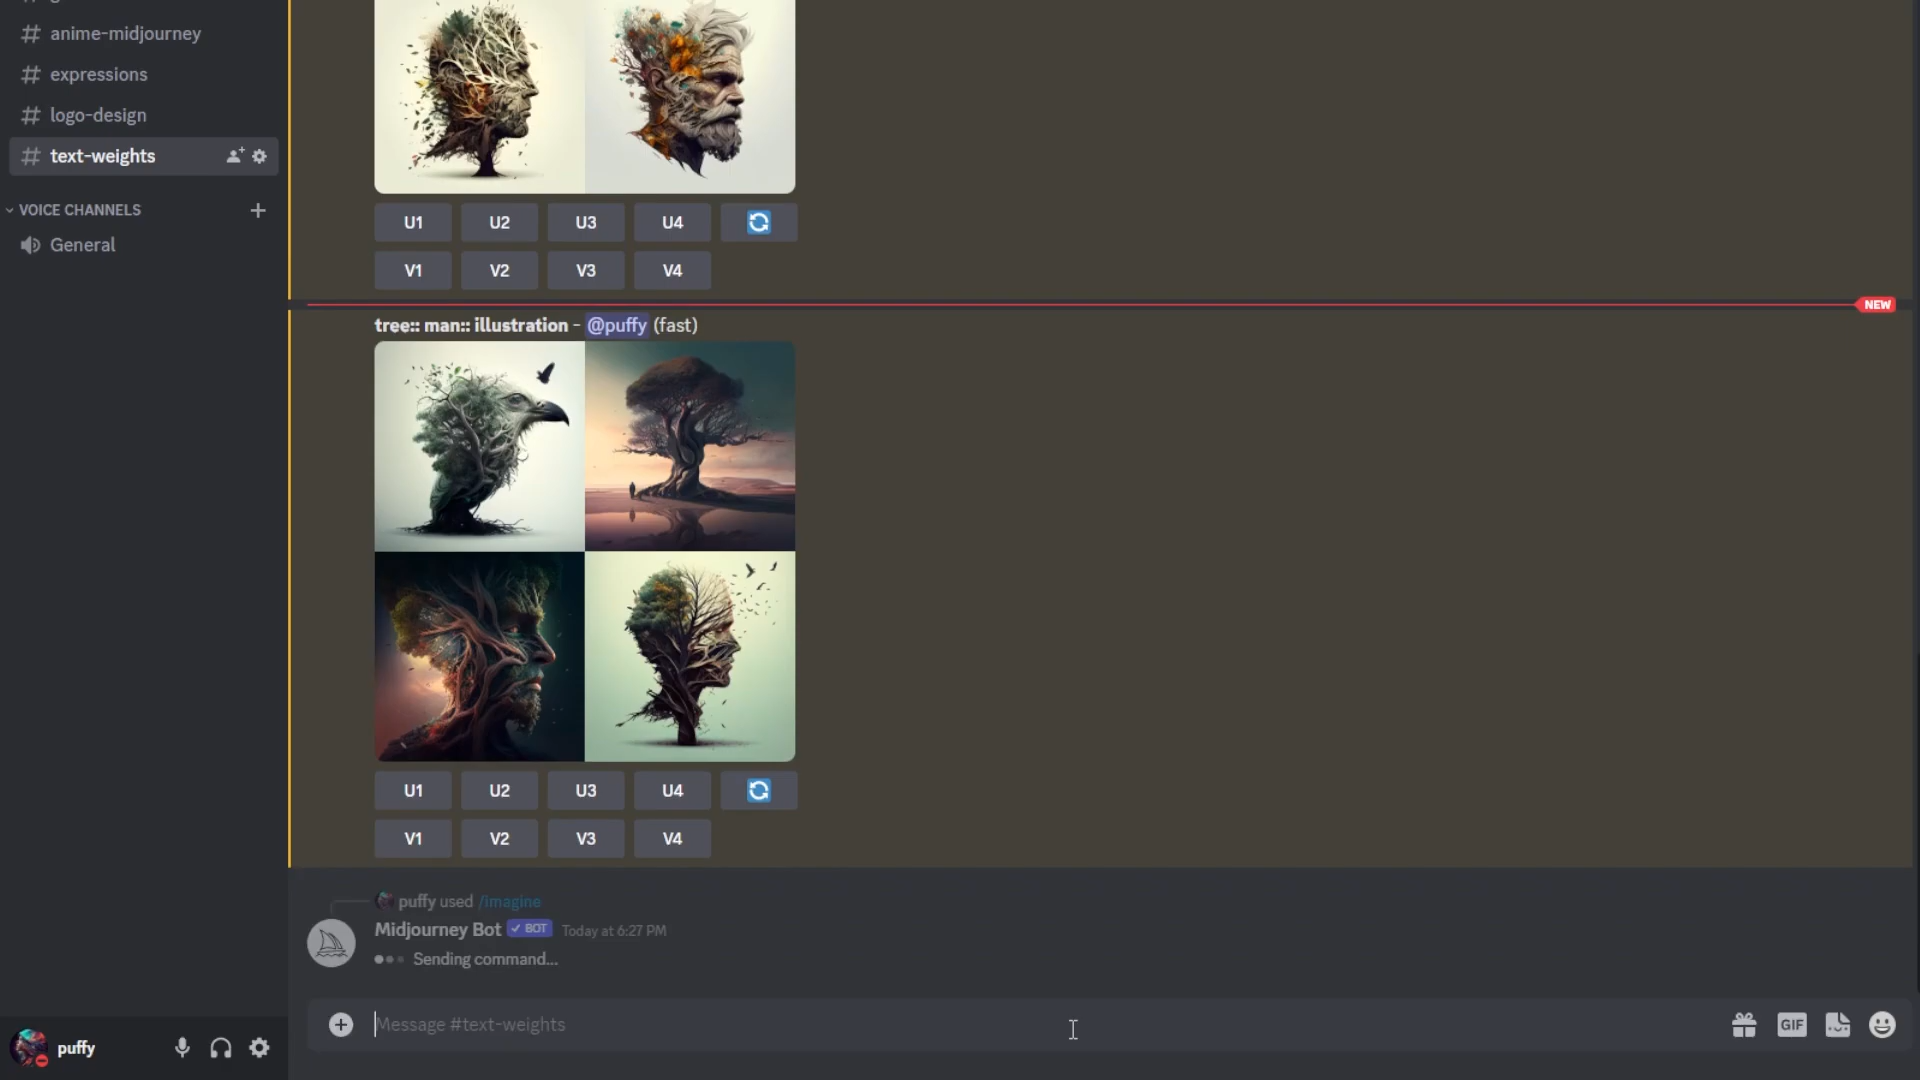 anime-midjourney
expressions
logo-design
text-weights
VOICE CHANNELS
General
puffy
U1 U2 U3 U4
V1 V2 V3 V4
NEW
tree:: man:: illustration - @puffy (fast)
U1 U2 U3 U4
V1 V2 V3 V4
puffy used /imagine
Midjourney Bot ✓ BOT Today at 6:27 PM
Sending command...
Message #text-weights
GIF